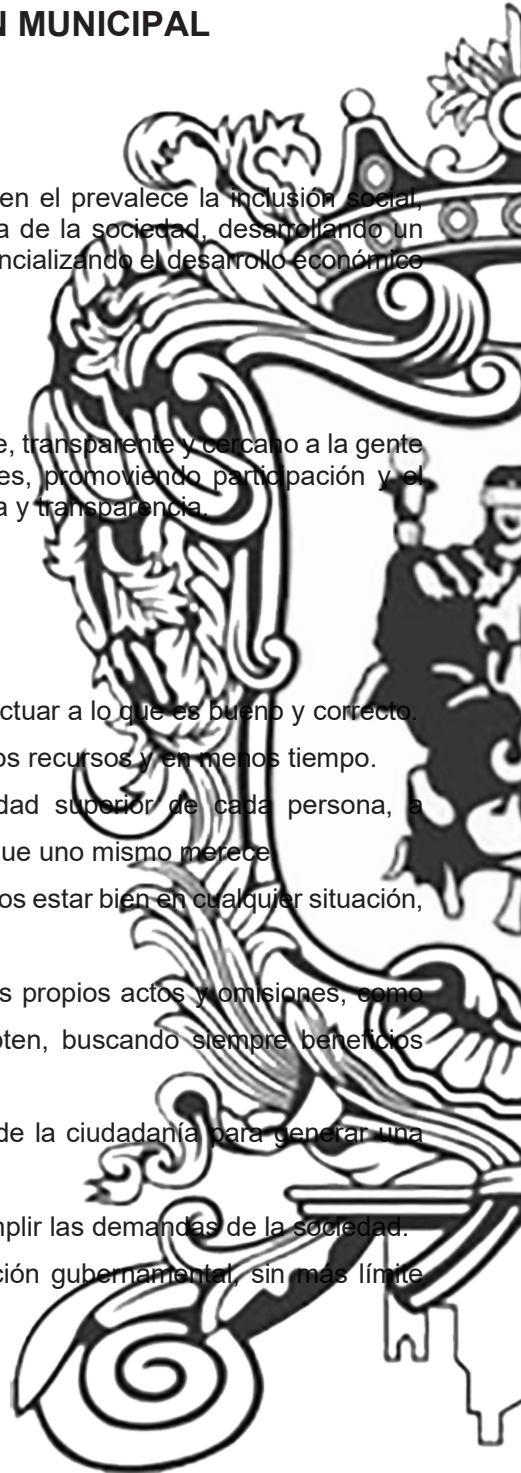 N MUNICIPAL
en el prevalece la inclusión social,
a de la sociedad, desarrollando un
ncializando el desarrollo económico
e, transparente y cercano a la gente
es, promoviendo participación y el
a y transparencia.
ctuar a lo que es bueno y correcto.
os recursos y en menos tiempo.
dad superior de cada persona, a
que uno mismo merece.
os estar bien en cualquier situación,
s propios actos y omisiones, como
oten, buscando siempre beneficios
de la ciudadanía para generar una
mplir las demandas de la sociedad.
ción gubernamental, sin más límite